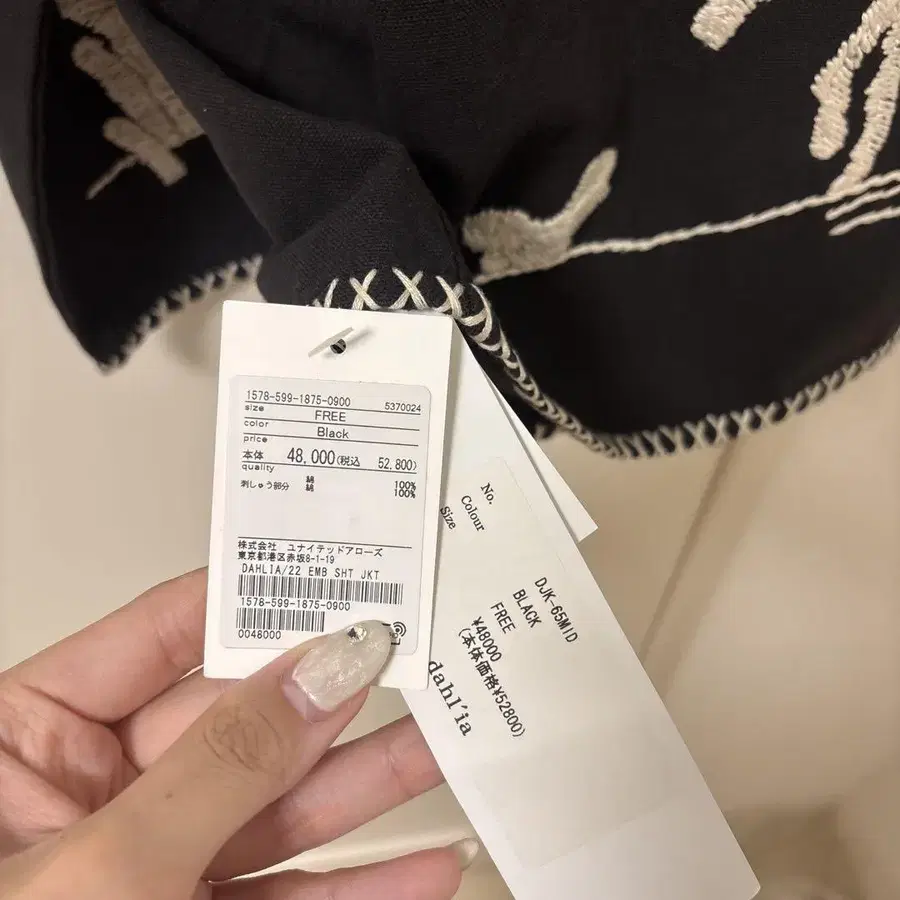 1578-599-1875-0900 5370024
size FREE
color Black
price
本体 48,000(税込 52,800)
quality
綿 100%
刺しゅう部分 綿 100%
株式会社 ユナイテッドアローズ
東京都港区赤坂8-1-19
DAHLIA/22 EMB SHT JKT
1578-599-1875-0900
0048000
No. DJK-65MID
Colour BLACK
Size FREE
¥48000
(本体価格¥52800)
dahl'ia